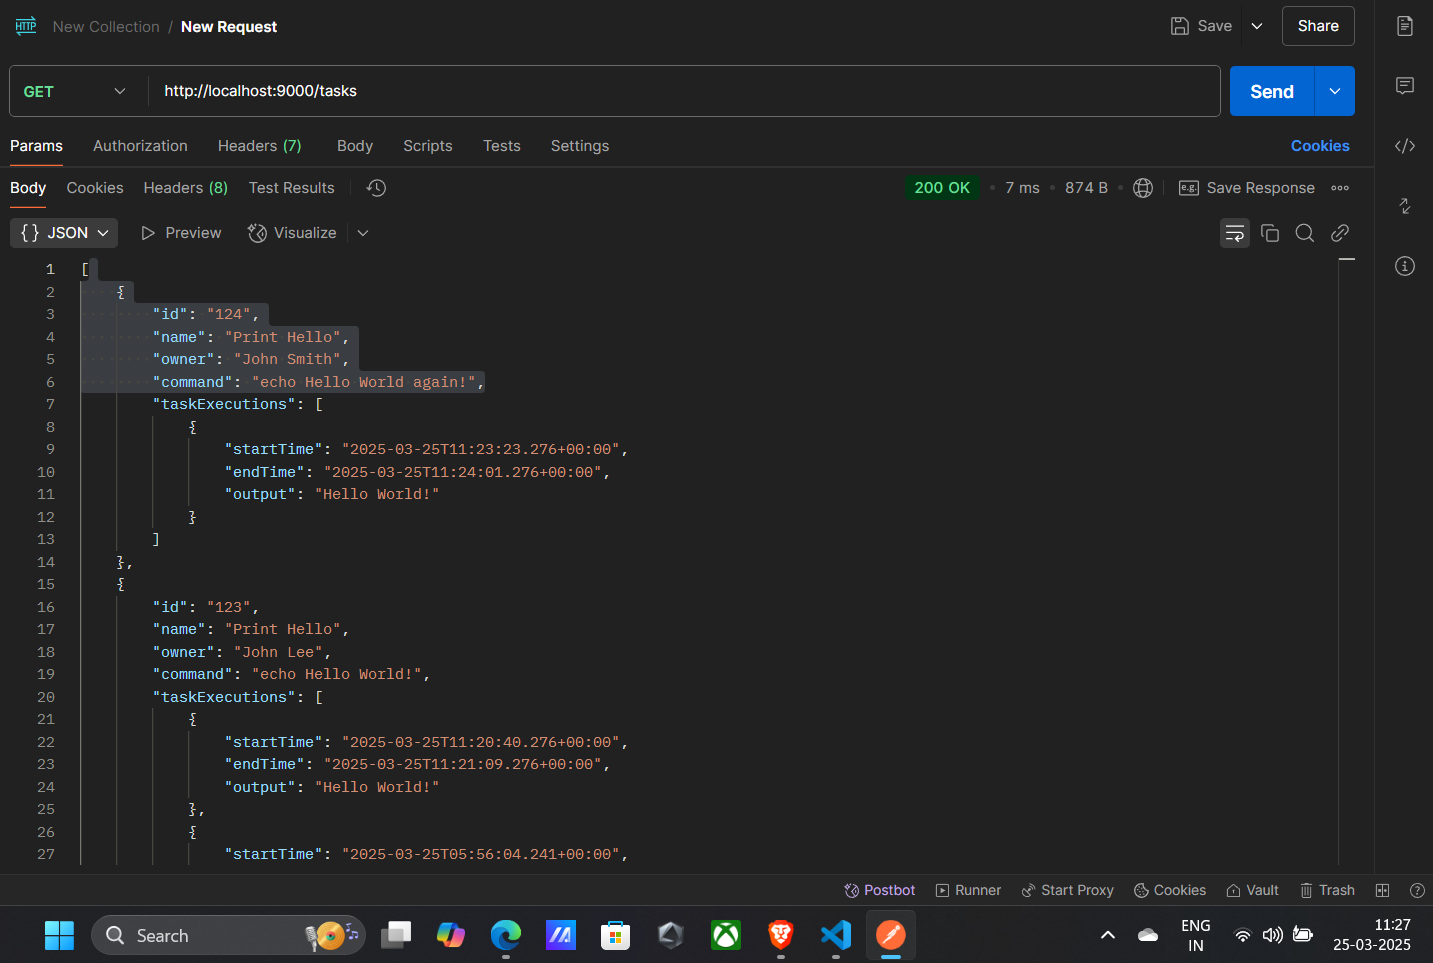 HTTP New Collection / New Request Save Share
GET http://localhost:9000/tasks Send
Params Authorization Headers (7) Body Scripts Tests Settings Cookies
Body Cookies Headers (8) Test Results 200 OK • 7 ms • 874 B • e.g. Save Response
{} JSON Preview Visualize
1 [
2 {
3 "id": "124",
4 "name": "Print Hello",
5 "owner": "John Smith",
6 "command": "echo Hello World again!",
7 "taskExecutions": [
8 {
9 "startTime": "2025-03-25T11:23:23.276+00:00",
10 "endTime": "2025-03-25T11:24:01.276+00:00",
11 "output": "Hello World!"
12 }
13 ]
14 },
15 {
16 "id": "123",
17 "name": "Print Hello",
18 "owner": "John Lee",
19 "command": "echo Hello World!",
20 "taskExecutions": [
21 {
22 "startTime": "2025-03-25T11:20:40.276+00:00",
23 "endTime": "2025-03-25T11:21:09.276+00:00",
24 "output": "Hello World!"
25 },
26 {
27 "startTime": "2025-03-25T05:56:04.241+00:00",
Postbot Runner Start Proxy Cookies Vault Trash
Search ENG 11:27
IN 25-03-2025